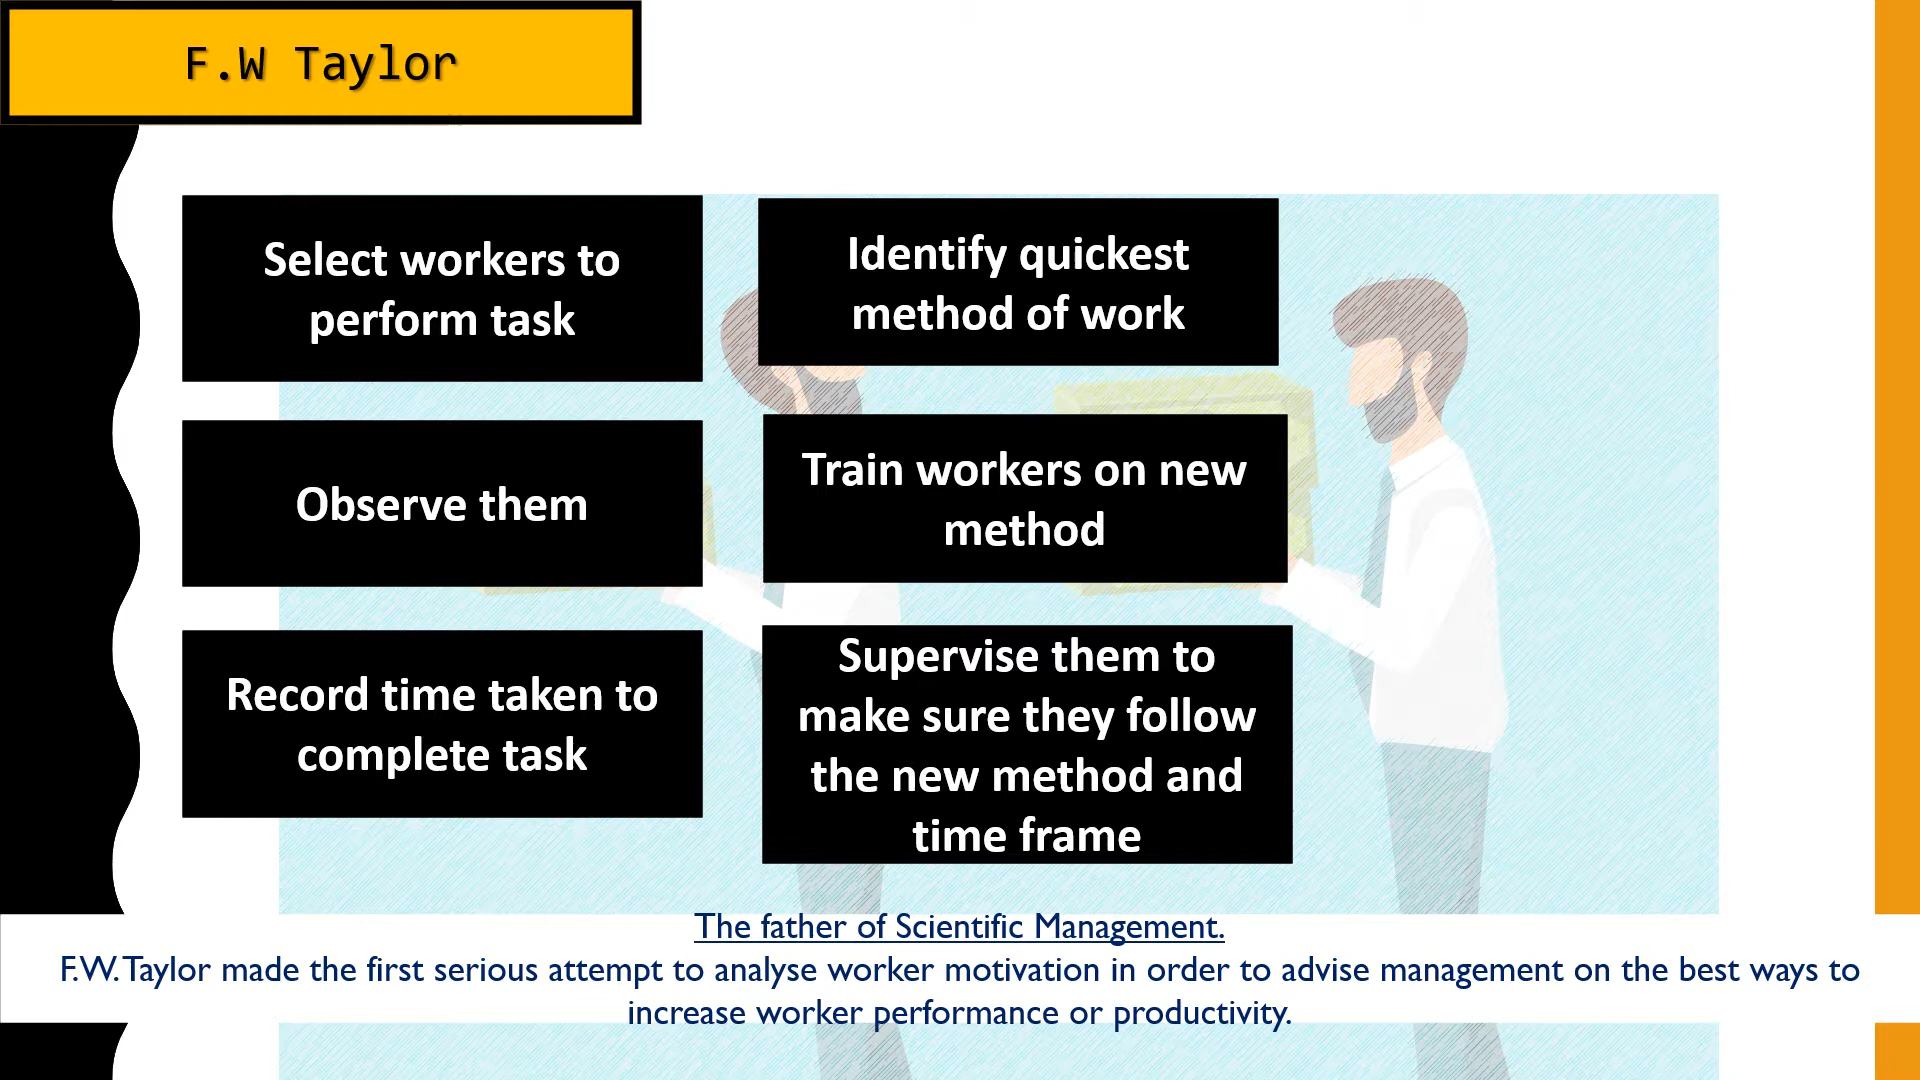 F.W Taylor
Select workers to
perform task
Observe them
Record time taken to
complete task
Identify quickest
method of work
Train workers on new
method
Supervise them to
make sure they follow
the new method and
time frame
The father of Scientific Management.
F.W. Taylor made the first serious attempt to analyse worker motivation in order to advise management on the best ways to
increase worker performance or productivity.